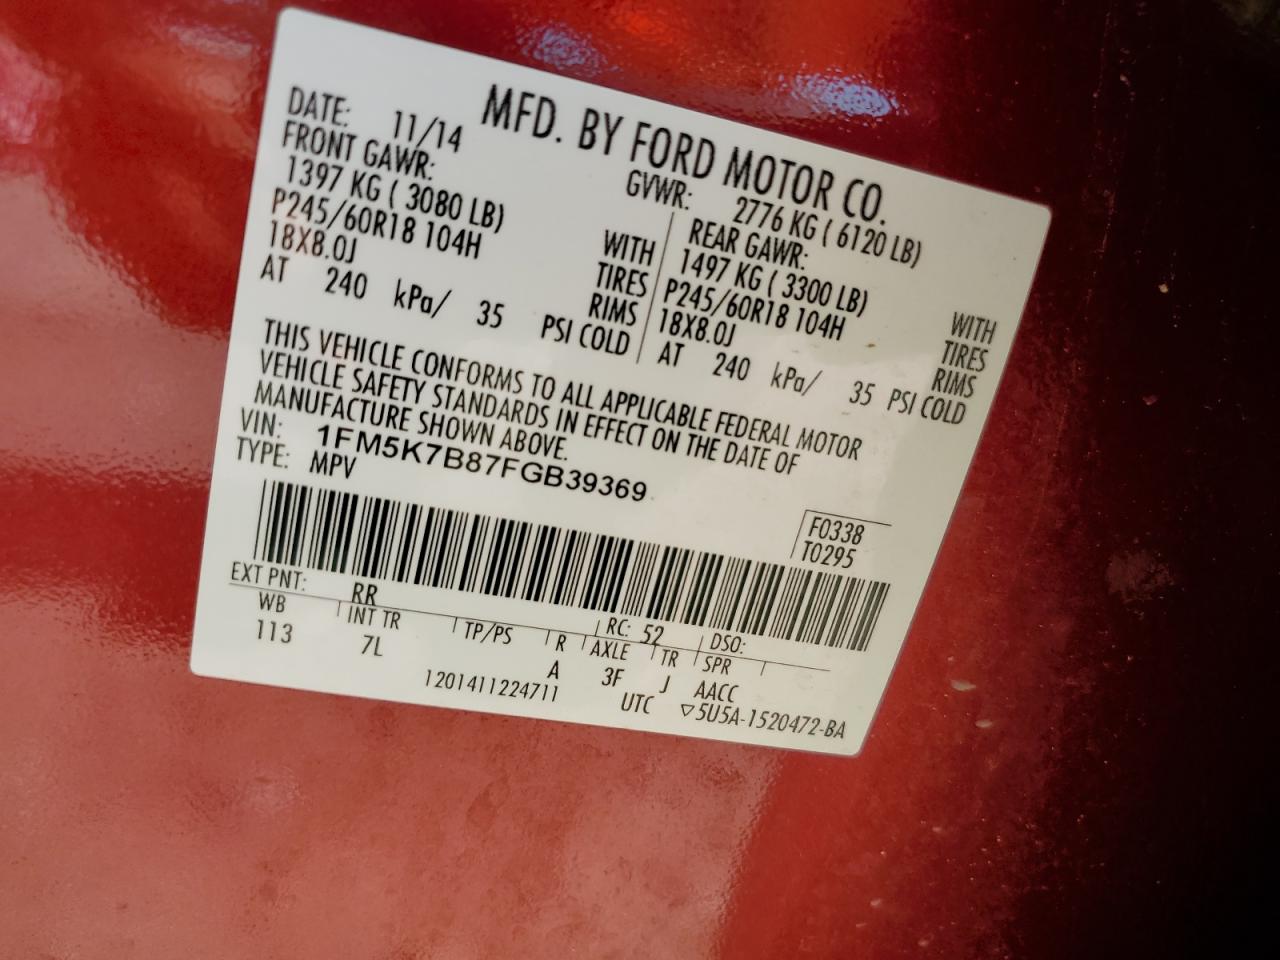 MFD. BY FORD MOTOR CO.
DATE: 11/14 GVWR: 2776 KG ( 6120 LB)
FRONT GAWR: REAR GAWR:
1397 KG ( 3080 LB) WITH 1497 KG ( 3300 LB) WITH
P245/60R18 104H TIRES P245/60R18 104H TIRES
18X8.0J RIMS 18X8.0J RIMS
AT 240 kPa/ 35 PSI COLD AT 240 kPa/ 35 PSI COLD
THIS VEHICLE CONFORMS TO ALL APPLICABLE FEDERAL MOTOR
VEHICLE SAFETY STANDARDS IN EFFECT ON THE DATE OF
MANUFACTURE SHOWN ABOVE.
VIN: 1FM5K7B87FGB39369
TYPE: MPV
F0338
T0295
EXT PNT: RR RC: 52 DSO:
WB INT TR TP/PS R AXLE TR SPR
113 7L A 3F J AACC
1201411224711 UTC ▽5U5A-1520472-BA